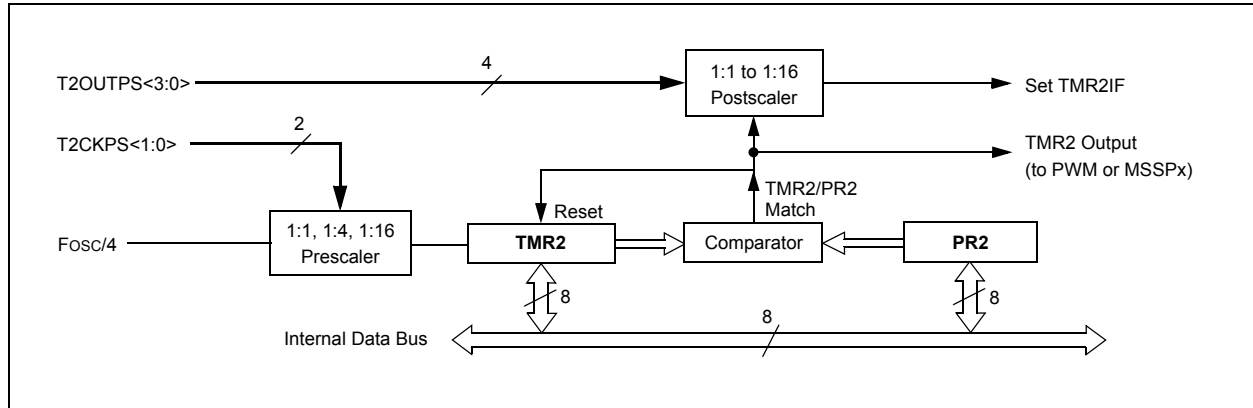 T2OUTPS<3:0>
4
1:1 to 1:16
Postscaler
Set TMR2IF
T2CKPS<1:0>
2
TMR2 Output
(to PWM or MSSPx)
TMR2/PR2
Match
Reset
FOSC/4
1:1, 1:4, 1:16
Prescaler
TMR2
Comparator
PR2
8
8
8
Internal Data Bus